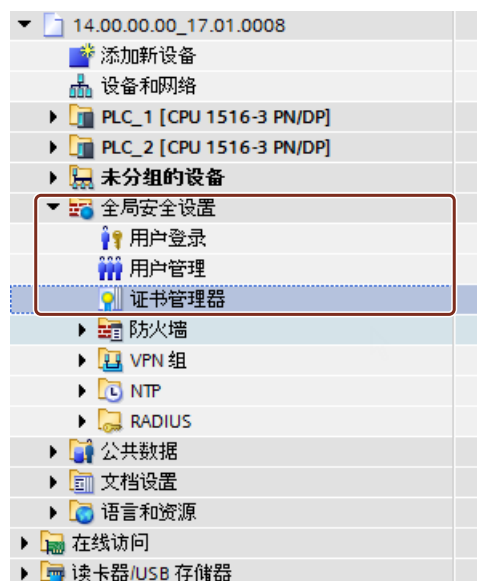 14.00.00.00_17.01.0008
添加新设备
设备和网络
PLC_1 [CPU 1516-3 PN/DP]
PLC_2 [CPU 1516-3 PN/DP]
未分组的设备
全局安全设置
用户登录
用户管理
证书管理器
防火墙
VPN 组
NTP
RADIUS
公共数据
文档设置
语言和资源
在线访问
读卡器/USB 存储器